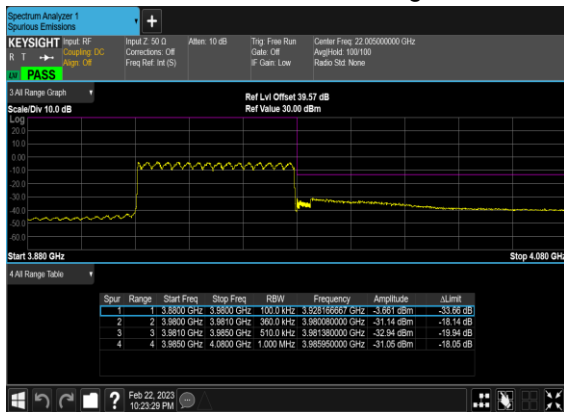 Spectrum Analyzer 1
Spurious Emissions
KEYSIGHT Input: RF Input Z: 50 Ω Atten: 10 dB Trig: Free Run Center Freq: 22.005000000 GHz
R T Coupling: DC Corrections: Off Gate: Off Avg|Hold: 100/100
Align: Off Freq Ref: Int (S) IF Gain: Low Radio Std: None
PASS
3 All Range Graph Ref Lvl Offset 39.57 dB
Scale/Div 10.0 dB Ref Value 30.00 dBm
Log
20.0
10.0
0.00
-10.0
-20.0
-30.0
-40.0
-50.0
-60.0
Start 3.880 GHz Stop 4.080 GHz
4 All Range Table
Spur Range Start Freq Stop Freq RBW Frequency Amplitude ΔLimit
1 1 3.8800 GHz 3.9800 GHz 100.0 kHz 3.928166667 GHz -3.661 dBm -33.66 dB
2 2 3.9800 GHz 3.9810 GHz 360.0 kHz 3.980080000 GHz -31.14 dBm -18.14 dB
3 3 3.9810 GHz 3.9850 GHz 510.0 kHz 3.981380000 GHz -32.94 dBm -19.94 dB
4 4 3.9850 GHz 4.0800 GHz 1.000 MHz 3.985950000 GHz -31.05 dBm -18.05 dB
? Feb 22, 2023
10:23:29 PM